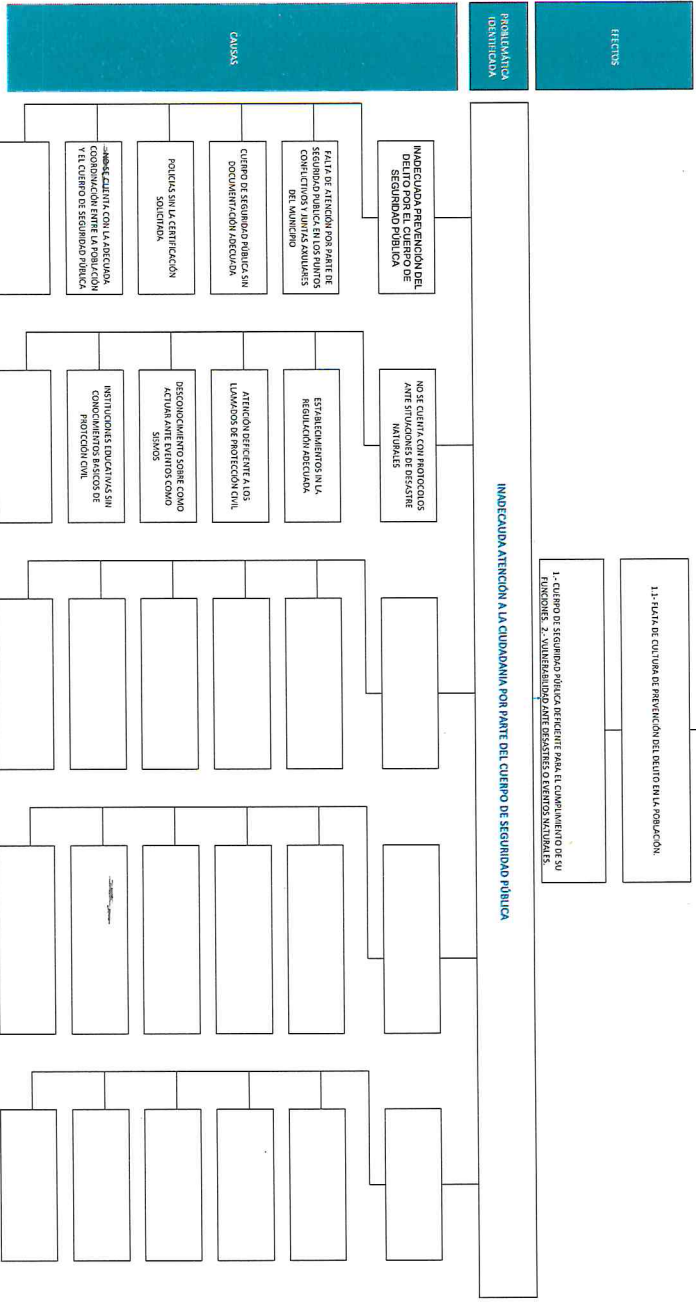 EFECTOS
1.1- FLATA DE CULTURA DE PREVENCIÓN DEL DELITO EN LA POBLACIÓN.
1.- CUERPO DE SEGURIDAD PÚBLICA DEFICIENTE PARA EL CUMPLIMIENTO DE SU
FUNCIONES. 2.- VULNERABILIDAD ANTE DESASTRES O EVENTOS NATURALES.
PROBLEMÁTICA
IDENTIFICADA
INADECAUDA ATENCIÓN A LA CIUDADANIA POR PARTE DEL CUERPO DE SEGURIDAD PÚBLICA
CAUSAS
INADECUADA PREVENCIÓN DEL
DELITO POR EL CUERPO DE
SEGURIDAD PÚBLICA
FALTA DE ATENCIÓN POR PARTE DE
SEGURIDAD PUBLICA EN LOS PUNTOS
CONFLICTIVOS Y JUNTAS AXULIARES
DEL MUNICIPIO
CUERPO DE SEGURIDAD PÚBLICA SIN
DOCUMENTACIÓN ADECUADA
POLICIAS SIN LA CERTIFICACIÓN
SOLICITADA
NO SE CUENTA CON LA ADECUADA
COORDINACIÓN ENTRE LA POBLACIÓN
Y EL CUERPO DE SEGURIDAD PÚBLICA
NO SE CUENTA CON PROTOCOLOS
ANTE SITUACIONES DE DESASTRE
NATURALES
ESTABLECIMIENTOS IN LA
REGULACIÓN ADECUADA
ATENCIÓN DEFICIENTE A LOS
LLAMADOS DE PROTECCIÓN CIVIL
DESCONOCIMIENTO SOBRE COMO
ACTUAR ANTE EVENTOS COMO
SISMOS
INSTITUCIONES EDUCATIVAS SIN
CONOCIMIENTOS BASICOS DE
PROTCCIÓN CIVIL